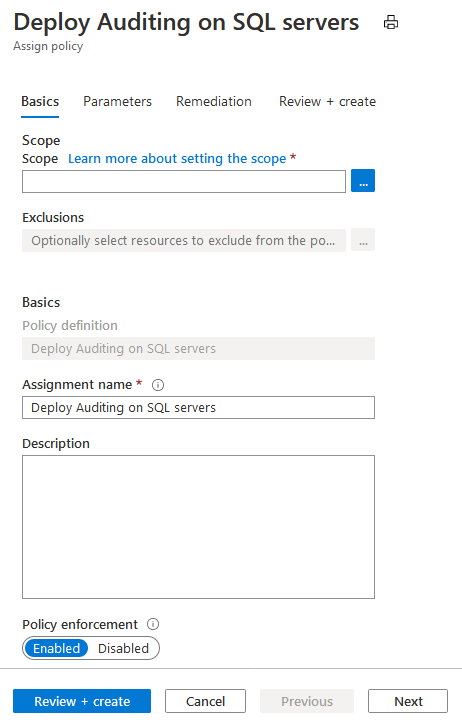 Deploy Auditing on SQL servers
Assign policy
Basics Parameters Remediation Review + create
Scope
Scope Learn more about setting the scope *
...
Exclusions
Optionally select resources to exclude from the po... ...
Basics
Policy definition
Deploy Auditing on SQL servers
Assignment name *
Deploy Auditing on SQL servers
Description
Policy enforcement
Enabled Disabled
Review + create Cancel Previous Next